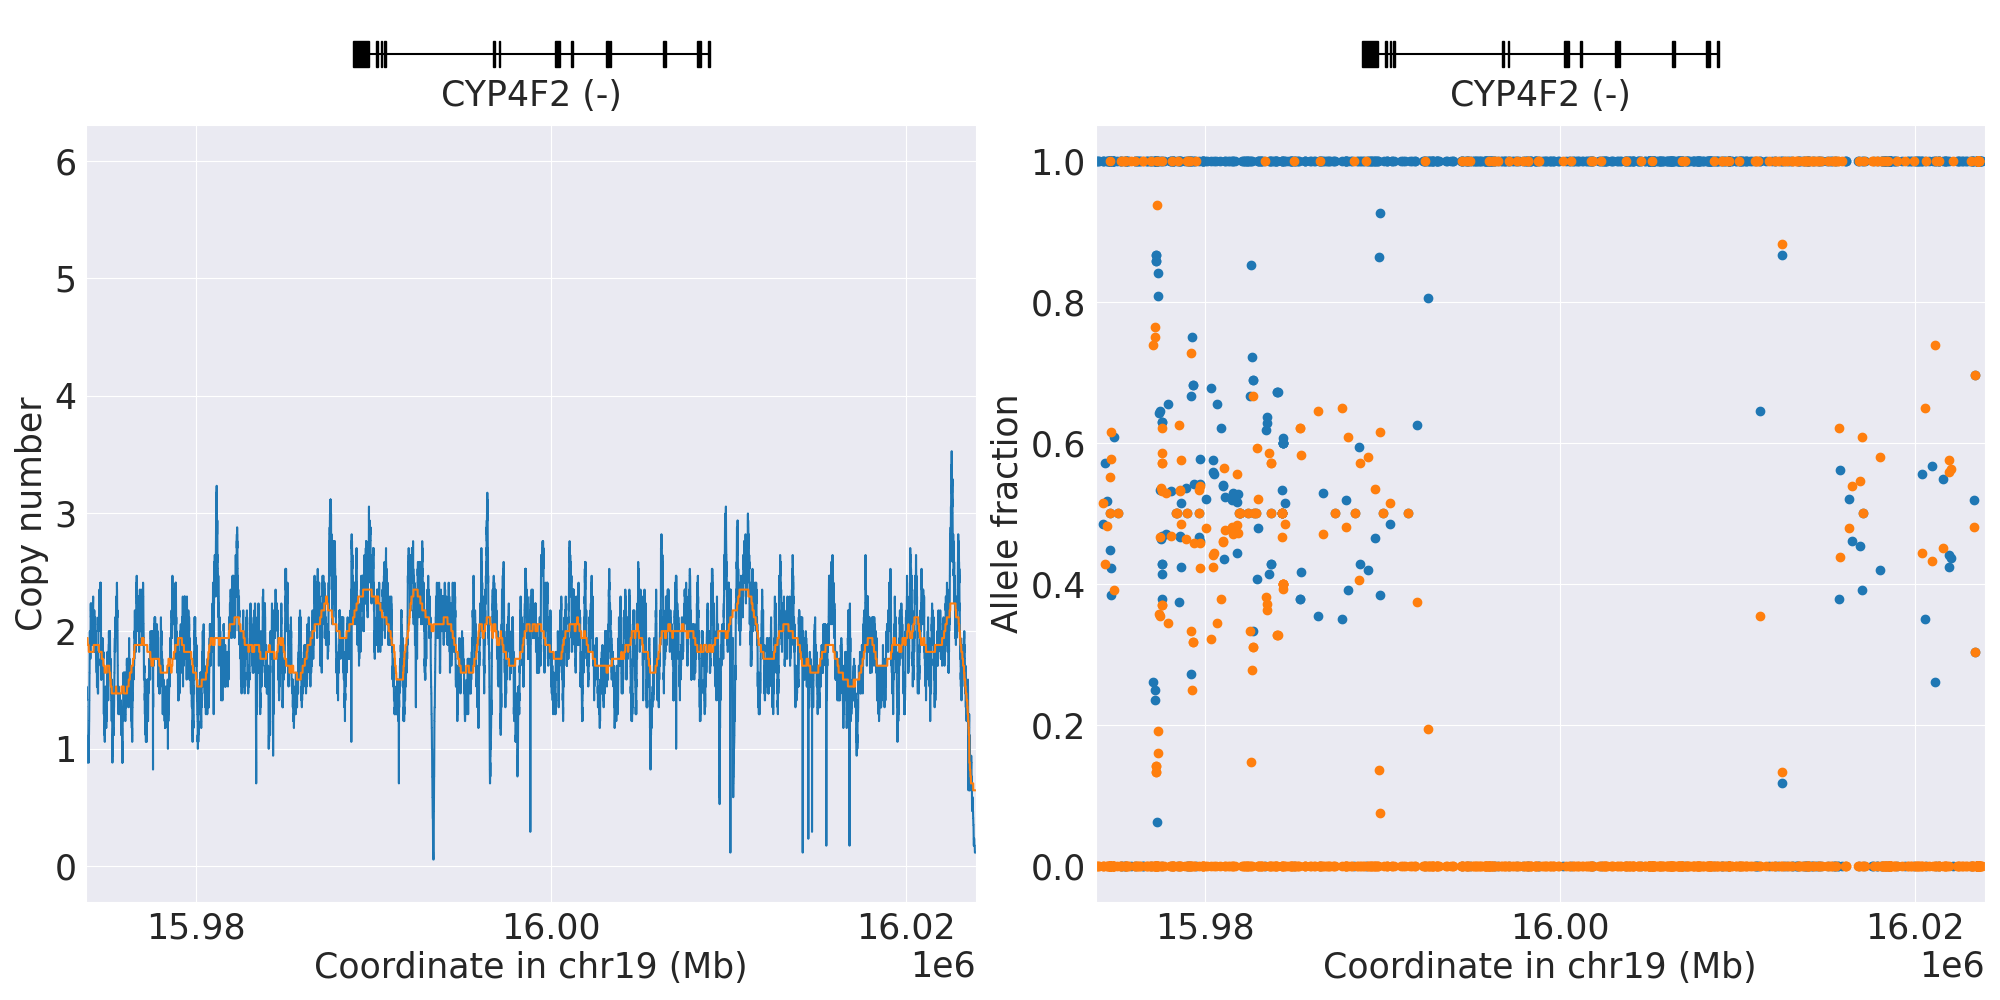 CYP4F2 (-)
6
5
4
3
2
1
0
Copy number
15.98
16.00
16.02
Coordinate in chr19 (Mb)
1e6
CYP4F2 (-)
1.0
0.8
0.6
0.4
0.2
0.0
Allele fraction
15.98
16.00
16.02
Coordinate in chr19 (Mb)
1e6